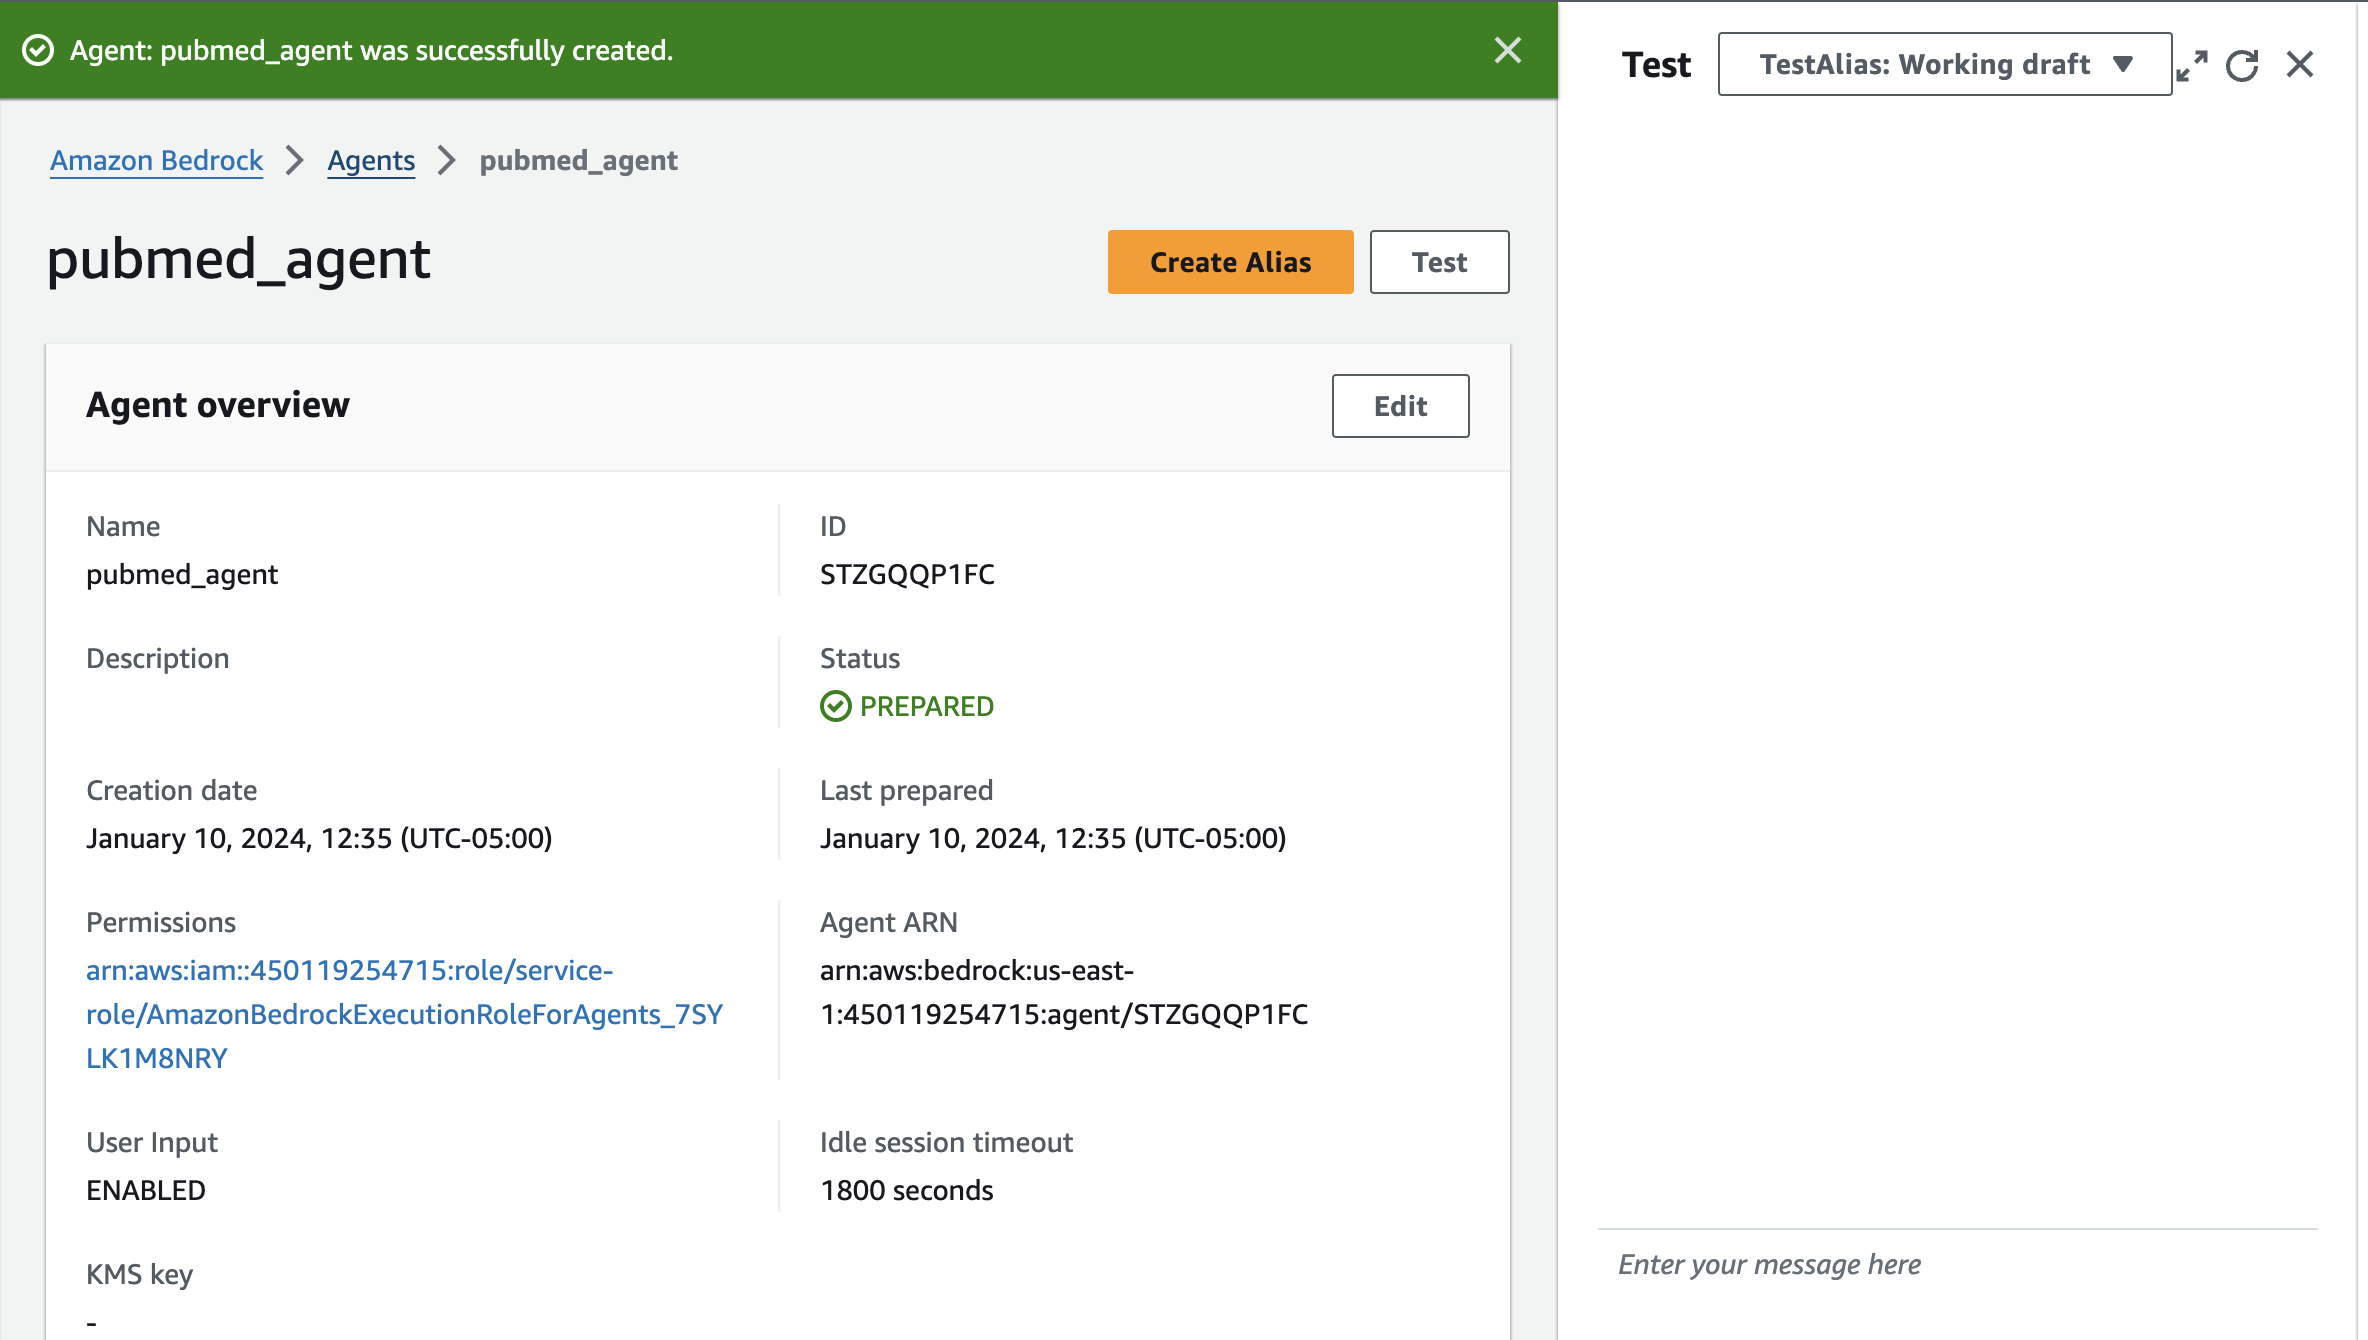 Agent: pubmed_agent was successfully created.
Amazon Bedrock > Agents > pubmed_agent
pubmed_agent
Create Alias
Test
Agent overview
Edit
Name
pubmed_agent
ID
STZGQQP1FC
Description
Status
PREPARED
Creation date
January 10, 2024, 12:35 (UTC-05:00)
Last prepared
January 10, 2024, 12:35 (UTC-05:00)
Permissions
arn:aws:iam::450119254715:role/service-
role/AmazonBedrockExecutionRoleForAgents_7SY
LK1M8NRY
Agent ARN
arn:aws:bedrock:us-east-
1:450119254715:agent/STZGQQP1FC
User Input
ENABLED
Idle session timeout
1800 seconds
KMS key
-
Test
TestAlias: Working draft
Enter your message here